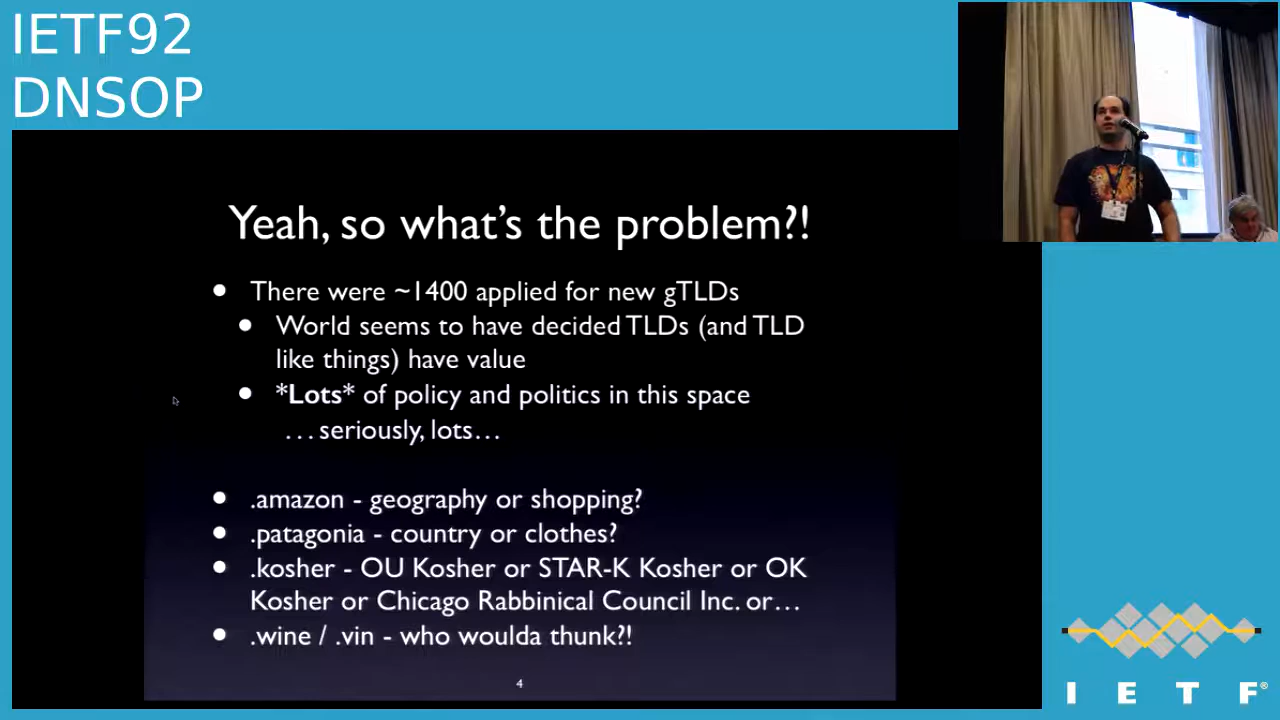 IETF92
DNSOP
Yeah, so what's the problem?!
There were ~1400 applied for new gTLDs
World seems to have decided TLDs (and TLD
like things) have value
*Lots* of policy and politics in this space
…seriously, lots…
.amazon - geography or shopping?
.patagonia - country or clothes?
.kosher - OU Kosher or STAR-K Kosher or OK
Kosher or Chicago Rabbinical Council Inc. or…
.wine / .vin - who woulda thunk?!
4
I E T F®